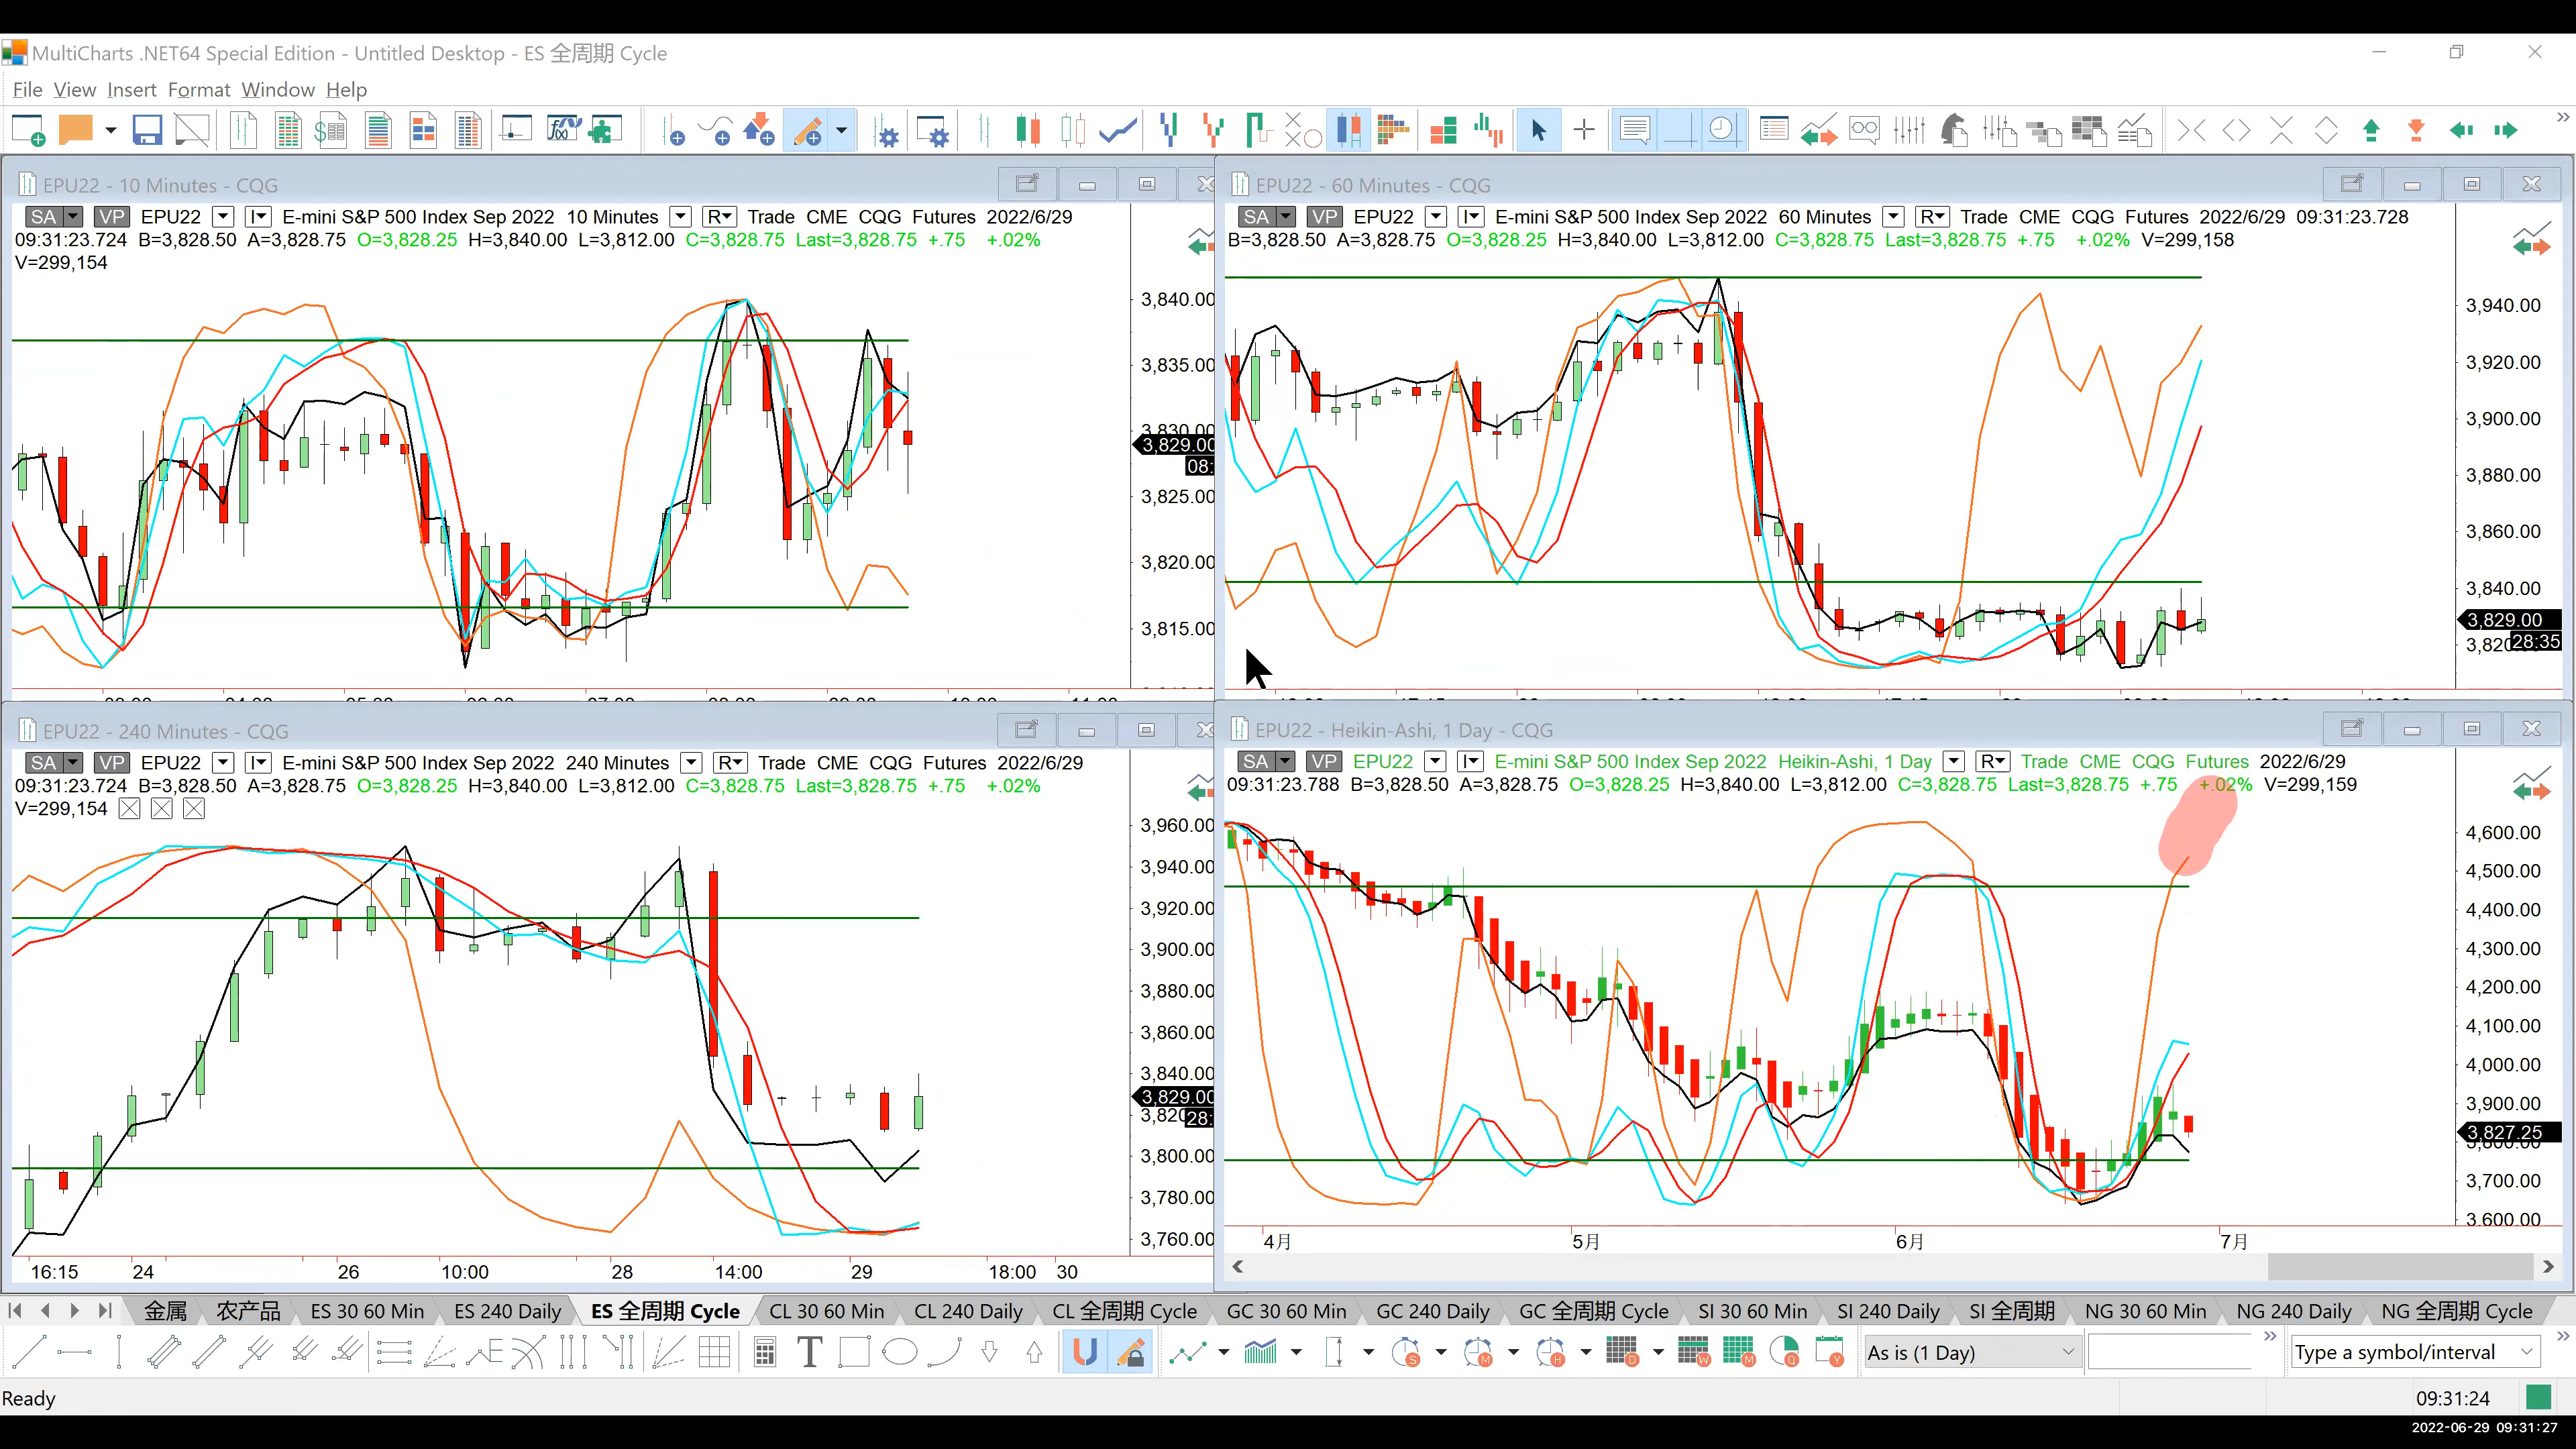 MultiCharts .NET64 Special Edition - Untitled Desktop - ES 全周期 Cycle
File View Insert Format Window Help
EPU22 - 10 Minutes - CQG
SA VP EPU22 E-mini S&P 500 Index Sep 2022 10 Minutes R Trade CME CQG Futures 2022/6/29
09:31:23.724 B=3,828.50 A=3,828.75 O=3,828.25 H=3,840.00 L=3,812.00 C=3,828.75 Last=3,828.75 +.75 +.02%
V=299,154
3,840.00
3,835.00
3,830.00
3,829.00
08:
3,825.00
3,820.00
3,815.00
EPU22 - 60 Minutes - CQG
SA VP EPU22 E-mini S&P 500 Index Sep 2022 60 Minutes R Trade CME CQG Futures 2022/6/29 09:31:23.728
B=3,828.50 A=3,828.75 O=3,828.25 H=3,840.00 L=3,812.00 C=3,828.75 Last=3,828.75 +.75 +.02% V=299,158
3,940.00
3,920.00
3,900.00
3,880.00
3,860.00
3,840.00
3,829.00
28:35
EPU22 - 240 Minutes - CQG
SA VP EPU22 E-mini S&P 500 Index Sep 2022 240 Minutes R Trade CME CQG Futures 2022/6/29
09:31:23.724 B=3,828.50 A=3,828.75 O=3,828.25 H=3,840.00 L=3,812.00 C=3,828.75 Last=3,828.75 +.75 +.02%
V=299,154
3,960.00
3,940.00
3,920.00
3,900.00
3,880.00
3,860.00
3,840.00
3,829.00
28:
3,800.00
3,780.00
3,760.00
16:15 24 26 10:00 28 14:00 29 18:00 30
EPU22 - Heikin-Ashi, 1 Day - CQG
SA VP EPU22 E-mini S&P 500 Index Sep 2022 Heikin-Ashi, 1 Day R Trade CME CQG Futures 2022/6/29
09:31:23.788 B=3,828.50 A=3,828.75 O=3,828.25 H=3,840.00 L=3,812.00 C=3,828.75 Last=3,828.75 +.75 +.02% V=299,159
4,600.00
4,500.00
4,400.00
4,300.00
4,200.00
4,100.00
4,000.00
3,900.00
3,827.25
3,700.00
3,600.00
4月 5月 6月 7月
金属 农产品 ES 30 60 Min ES 240 Daily ES 全周期 Cycle CL 30 60 Min CL 240 Daily CL 全周期 Cycle GC 30 60 Min GC 240 Daily GC 全周期 Cycle SI 30 60 Min SI 240 Daily SI 全周期 NG 30 60 Min NG 240 Daily NG 全周期 Cycle
As is (1 Day) Type a symbol/interval
Ready 09:31:24
2022-06-29 09:31:27